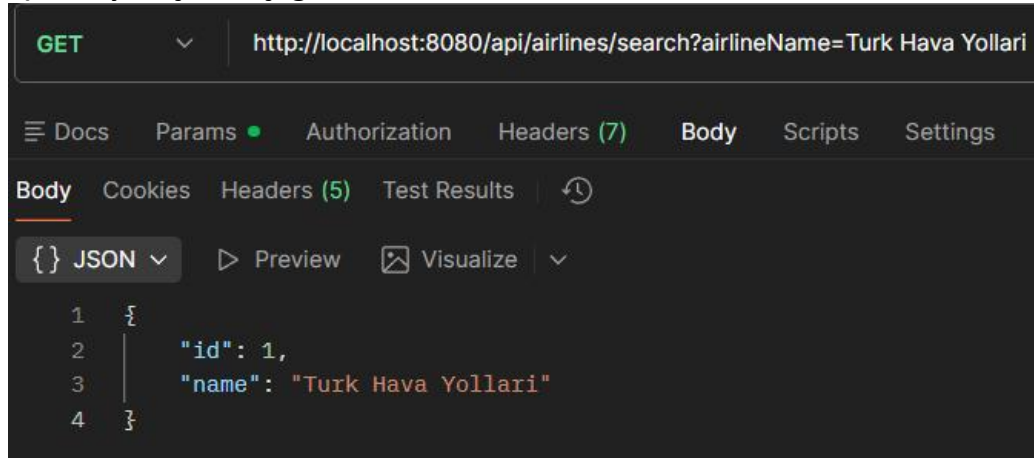 GET http://localhost:8080/api/airlines/search?airlineName=Turk Hava Yollari
Docs Params Authorization Headers (7) Body Scripts Settings
Body Cookies Headers (5) Test Results
{} JSON Preview Visualize
1 {
2 "id": 1,
3 "name": "Turk Hava Yollari"
4 }